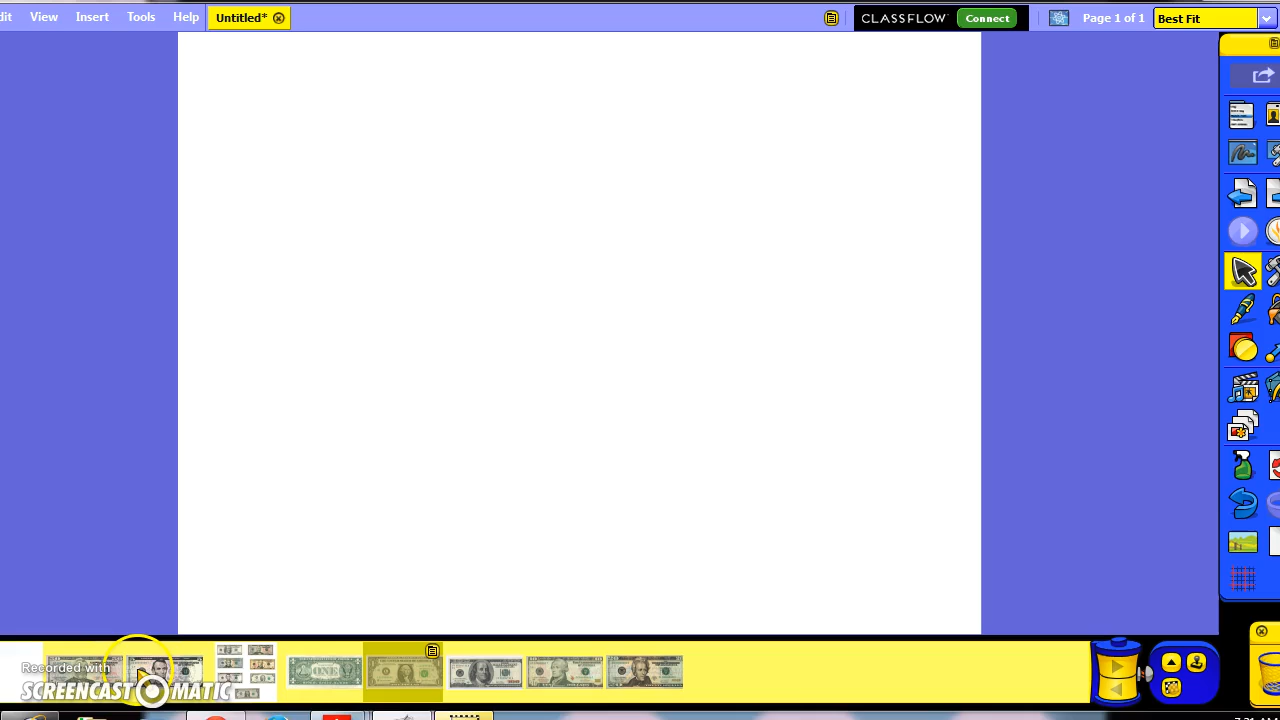 dit View Insert Tools Help Untitled* CLASSFLOW Connect Page 1 of 1 Best Fit
ONE
Recorded with
SCREENCAST MATIC